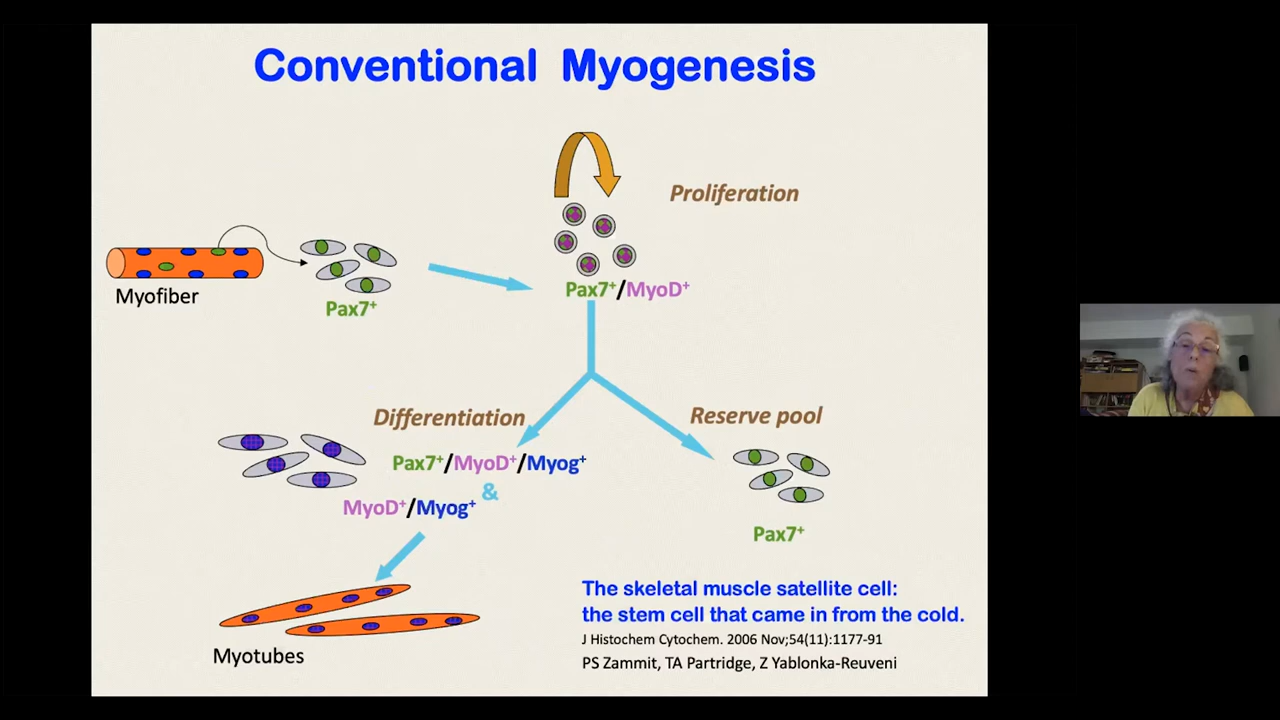 Conventional Myogenesis
Proliferation
Myofiber
Pax7⁺
Pax7⁺/MyoD⁺
Differentiation
Reserve pool
Pax7⁺/MyoD⁺/Myog⁺
&
MyoD⁺/Myog⁺
Pax7⁺
Myotubes
The skeletal muscle satellite cell:
the stem cell that came in from the cold.
J Histochem Cytochem. 2006 Nov;54(11):1177-91
PS Zammit, TA Partridge, Z Yablonka-Reuveni